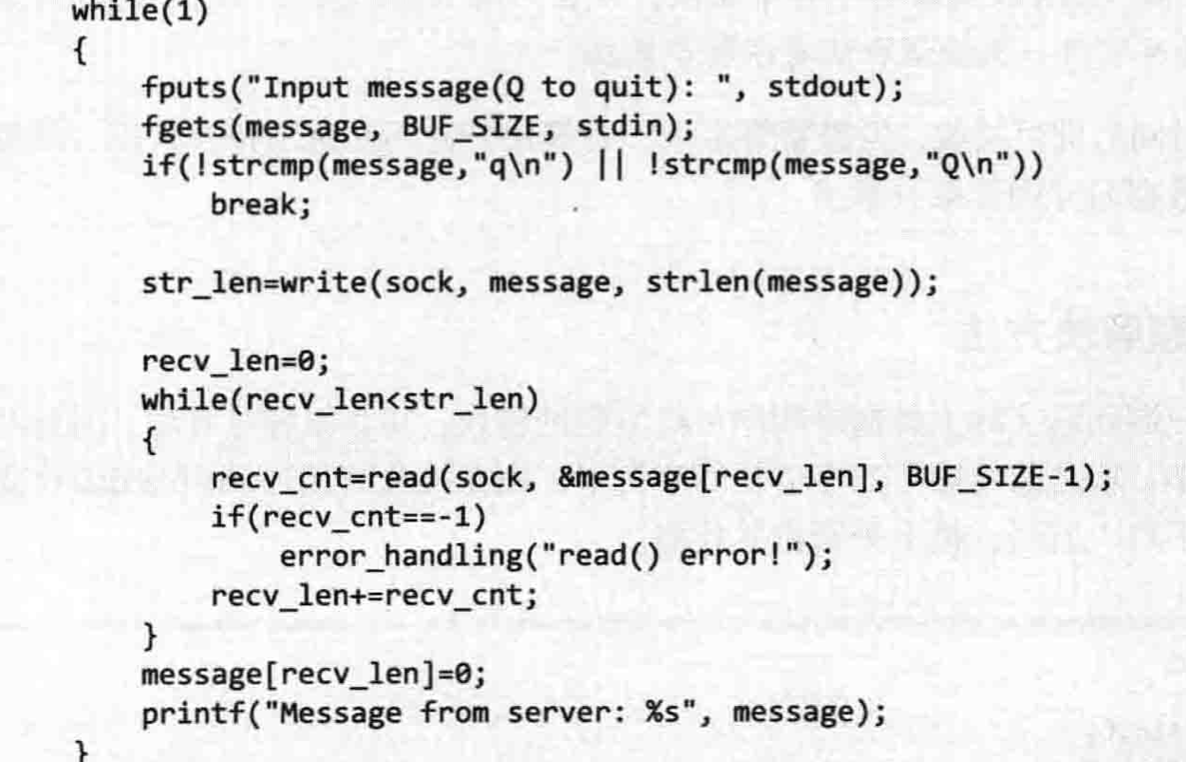 while(1)
{
    fputs("Input message(Q to quit): ", stdout);
    fgets(message, BUF_SIZE, stdin);
    if(!strcmp(message,"q\n") || !strcmp(message,"Q\n"))
        break;

    str_len=write(sock, message, strlen(message));

    recv_len=0;
    while(recv_len<str_len)
    {
        recv_cnt=read(sock, &message[recv_len], BUF_SIZE-1);
        if(recv_cnt==-1)
            error_handling("read() error!");
        recv_len+=recv_cnt;
    }
    message[recv_len]=0;
    printf("Message from server: %s", message);
}